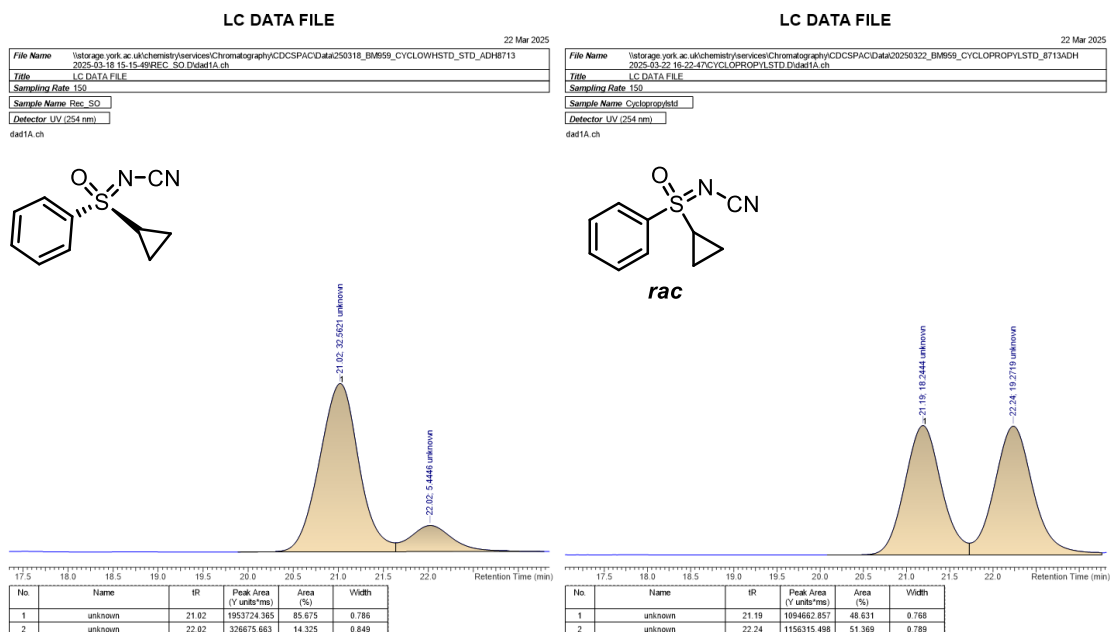 LC DATA FILE
22 Mar 2025
File Name \\storage.york.ac.uk\chemistry\services\Chromatography\CDCSPAC\Data\250318_BM959_CYCLOWHSTD_STD_ADH8713
2025-03-18 15-15-49\REC_SO.D\dad1A.ch
Title LC DATA FILE
Sampling Rate 150
Sample Name Rec_SO
Detector UV (254 nm)
dad1A.ch
O
N-CN
S
21.02; 32.5621 unknown
22.02; 5.4446 unknown
17.5 18.0 18.5 19.0 19.5 20.0 20.5 21.0 21.5 22.0 Retention Time (min)
No. Name tR Peak Area (Y units*ms) Area (%) Width
1 unknown 21.02 1953724.365 85.675 0.786
2 unknown 22.02 326675.663 14.325 0.849
LC DATA FILE
22 Mar 2025
File Name \\storage.york.ac.uk\chemistry\services\Chromatography\CDCSPAC\Data\20250322_BM959_CYCLOPROPYLSTD_8713ADH
2025-03-22 16-22-47\CYCLOPROPYLSTD.D\dad1A.ch
Title LC DATA FILE
Sampling Rate 150
Sample Name Cyclopropylstd
Detector UV (254 nm)
dad1A.ch
O
N
S
CN
rac
21.19; 18.2444 unknown
22.24; 19.2719 unknown
17.5 18.0 18.5 19.0 19.5 20.0 20.5 21.0 21.5 22.0 Retention Time (min)
No. Name tR Peak Area (Y units*ms) Area (%) Width
1 unknown 21.19 1094662.857 48.631 0.768
2 unknown 22.24 1156315.498 51.369 0.789